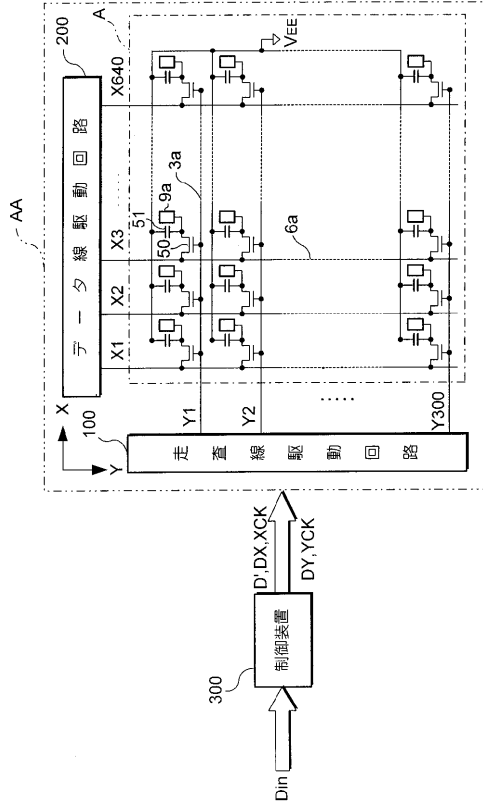 AA
200
A
データ線駆動回路
X
Y
100
X1
X2
X3
‥‥‥
X640
VEE
51
9a
50
3a
6a
Y1
Y2
‥‥‥
Y300
走査線駆動回路
D',DX,XCK
DY,YCK
300
制御装置
Din